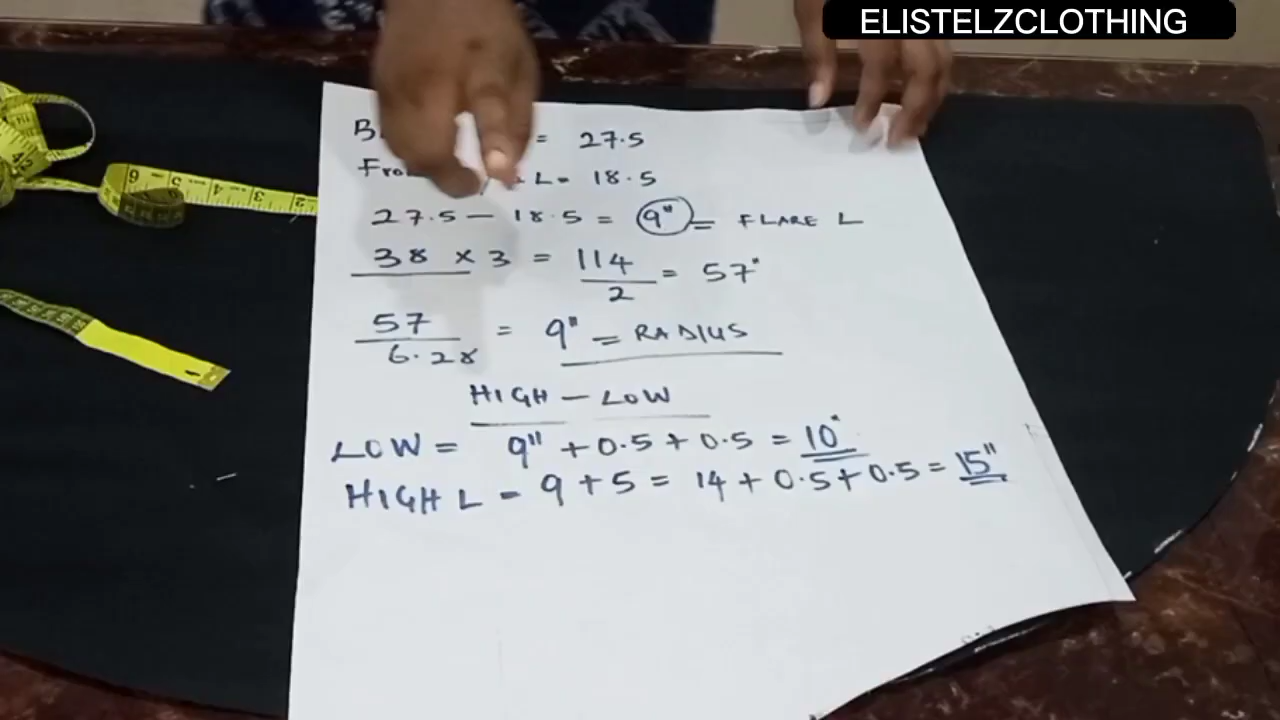 ELISTELZCLOTHING
= 27.5
L= 18.5
27.5 — 18.5 = 9" = FLARE L
38 x 3 = 114/2 = 57"
57/6.28 = 9" = RADIUS
HIGH — LOW
LOW = 9" + 0.5 + 0.5 = 10"
HIGH L = 9 + 5 = 14 + 0.5 + 0.5 = 15"